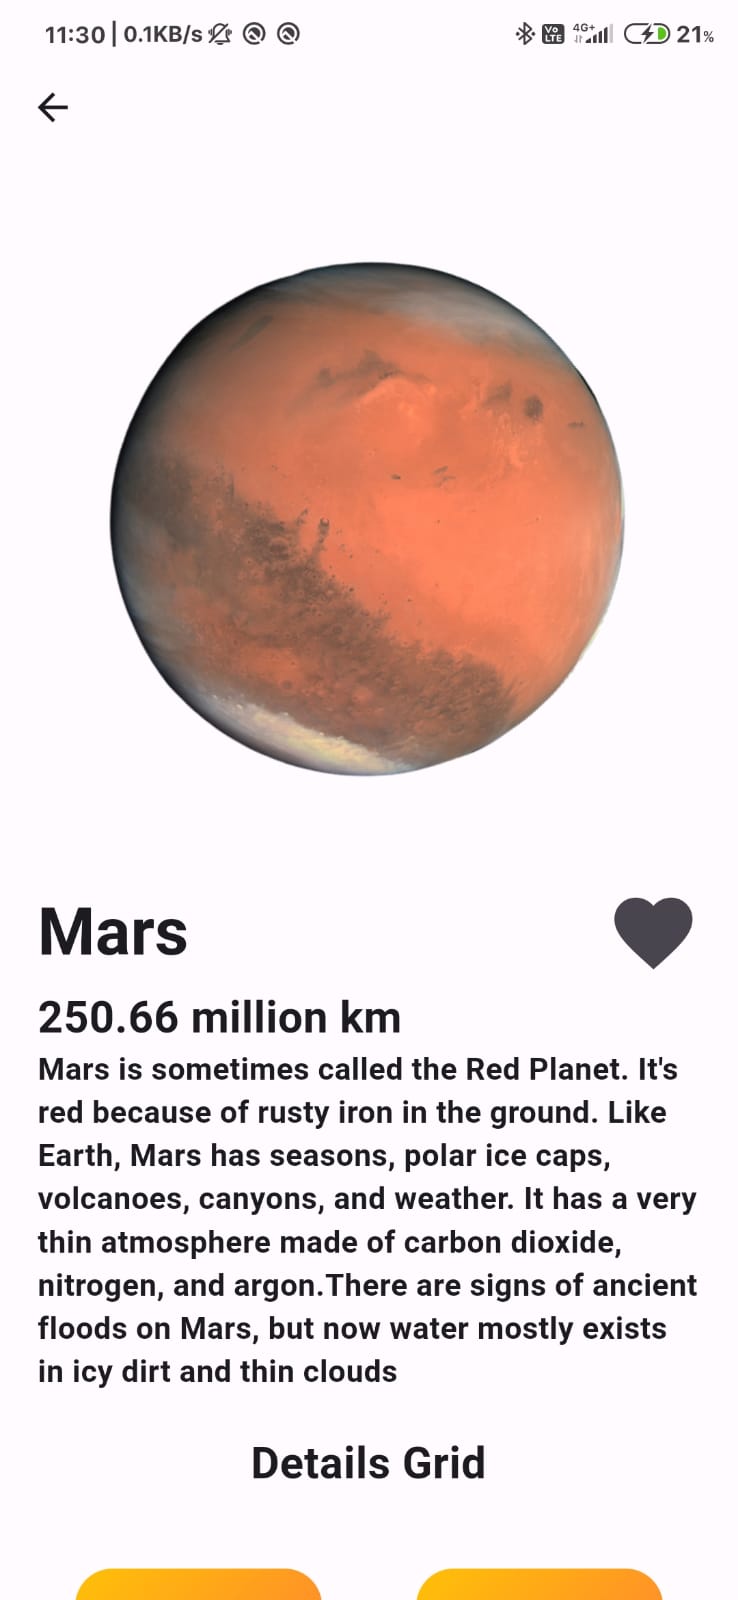 11:30 | 0.1KB/s
Vo LTE 4G+ 21%
Mars
250.66 million km
Mars is sometimes called the Red Planet. It's
red because of rusty iron in the ground. Like
Earth, Mars has seasons, polar ice caps,
volcanoes, canyons, and weather. It has a very
thin atmosphere made of carbon dioxide,
nitrogen, and argon.There are signs of ancient
floods on Mars, but now water mostly exists
in icy dirt and thin clouds
Details Grid